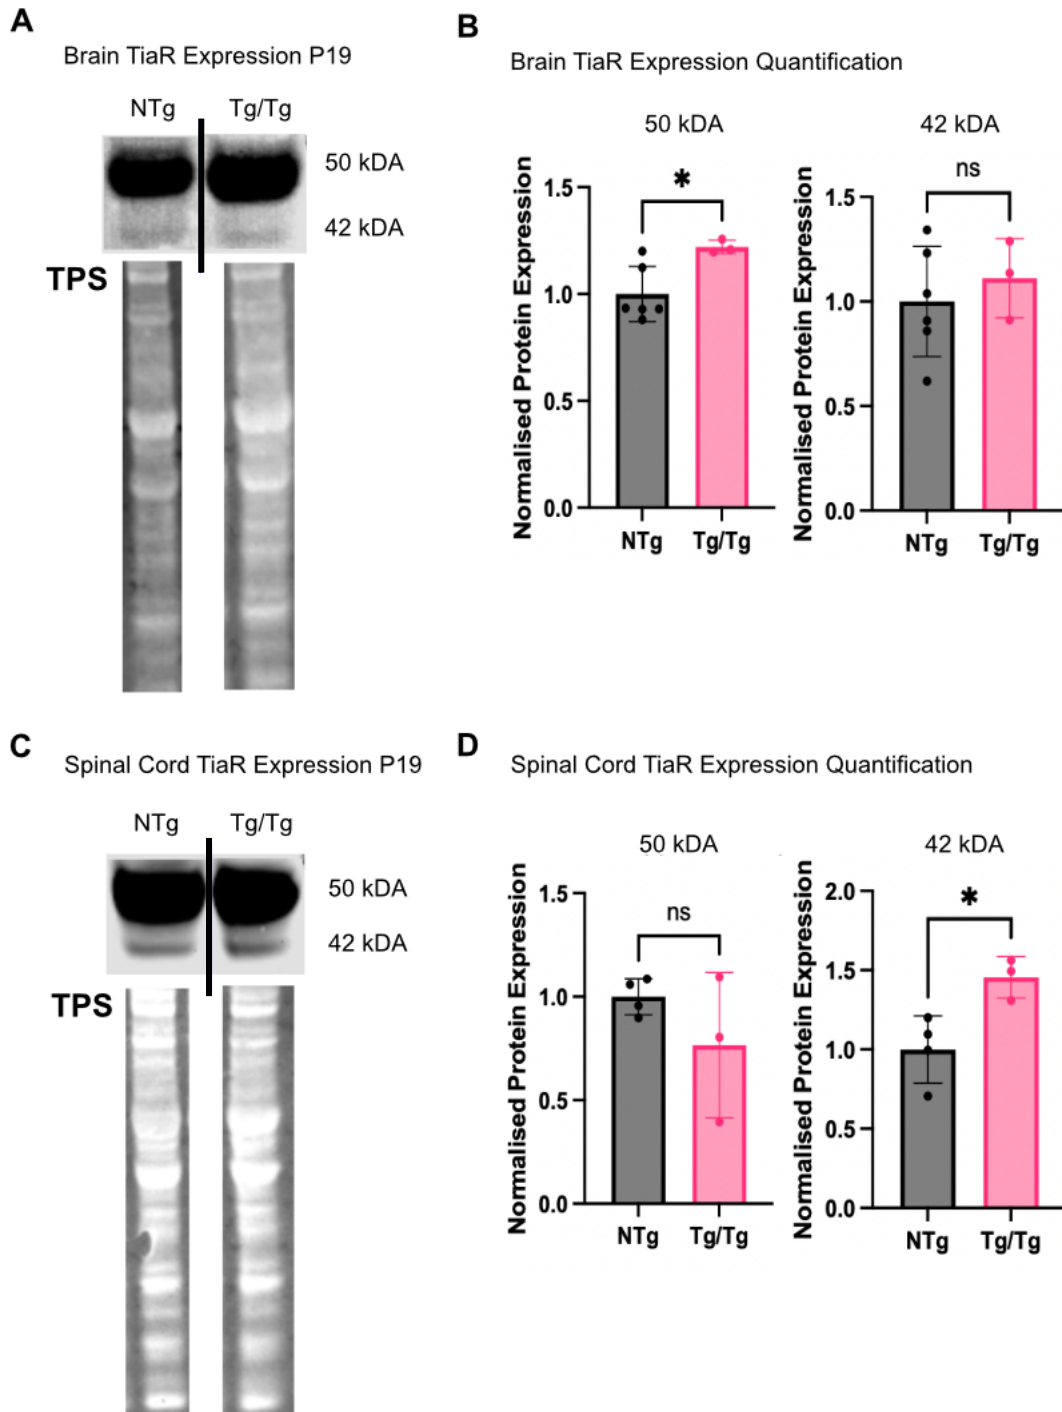 A
Brain TiaR Expression P19
NTg
Tg/Tg
50 kDA
42 kDA
TPS
B
Brain TiaR Expression Quantification
50 kDA
Normalised Protein Expression
1.5
1.0
0.5
0.0
*
NTg
Tg/Tg
42 kDA
Normalised Protein Expression
1.5
1.0
0.5
0.0
ns
NTg
Tg/Tg
C
Spinal Cord TiaR Expression P19
NTg
Tg/Tg
50 kDA
42 kDA
TPS
D
Spinal Cord TiaR Expression Quantification
50 kDA
Normalised Protein Expression
1.5
1.0
0.5
0.0
ns
NTg
Tg/Tg
42 kDA
Normalised Protein Expression
2.0
1.5
1.0
0.5
0.0
*
NTg
Tg/Tg